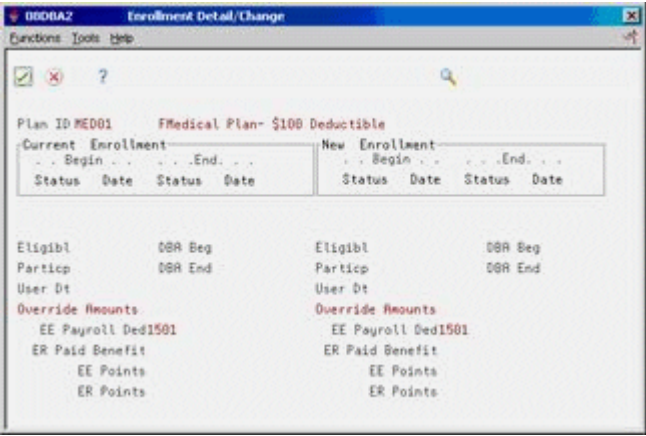 08DBA2 Enrollment Detail/Change
Functions Tools Help
?
Plan ID MED01 FMedical Plan- $100 Deductible
Current Enrollment New Enrollment
. . Begin . . . . .End. . . . . Begin . . . . .End. . .
Status Date Status Date Status Date Status Date
Eligibl DBA Beg Eligibl DBA Beg
Particp DBA End Particp DBA End
User Dt User Dt
Override Amounts Override Amounts
EE Payroll Ded1501 EE Payroll Ded1501
ER Paid Benefit ER Paid Benefit
EE Points EE Points
ER Points ER Points